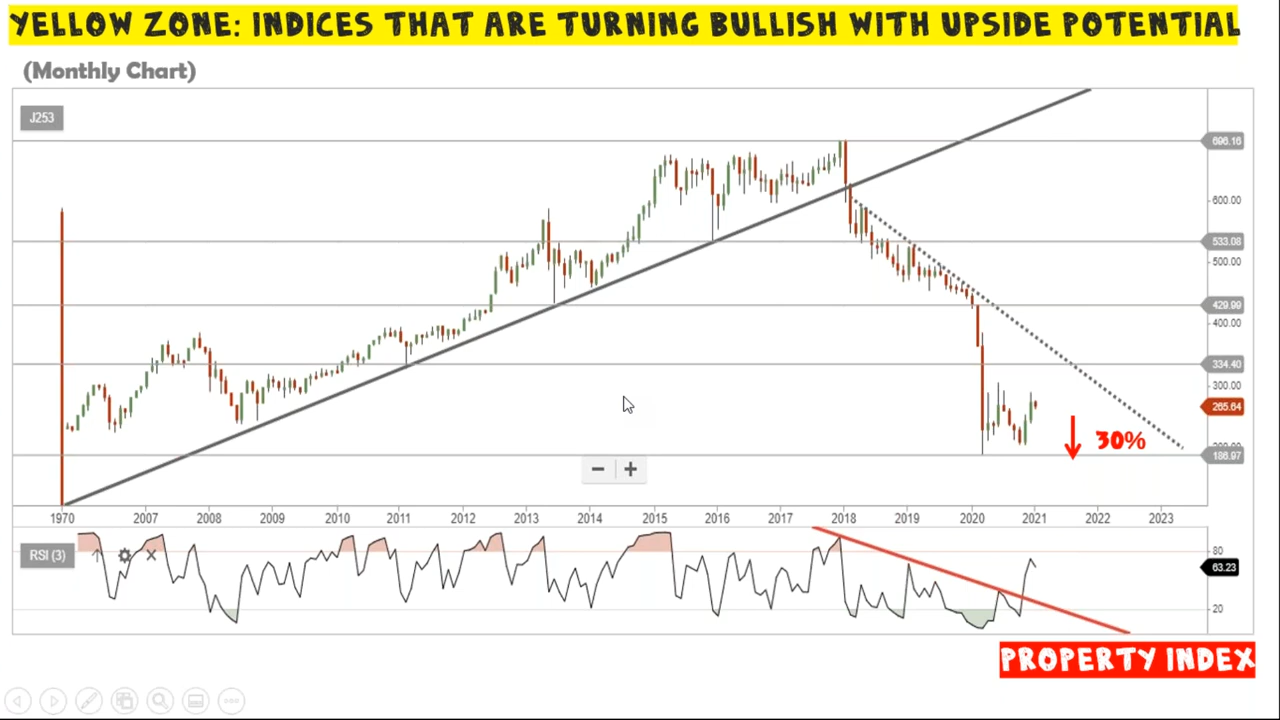 YELLOW ZONE: INDICES THAT ARE TURNING BULLISH WITH UPSIDE POTENTIAL
(Monthly Chart)
J253
696.16
600.00
533.08
500.00
429.99
400.00
334.40
300.00
265.64
30%
200.00
186.97
1970 2007 2008 2009 2010 2011 2012 2013 2014 2015 2016 2017 2018 2019 2020 2021 2022 2023
RSI (3)
80
63.23
20
PROPERTY INDEX